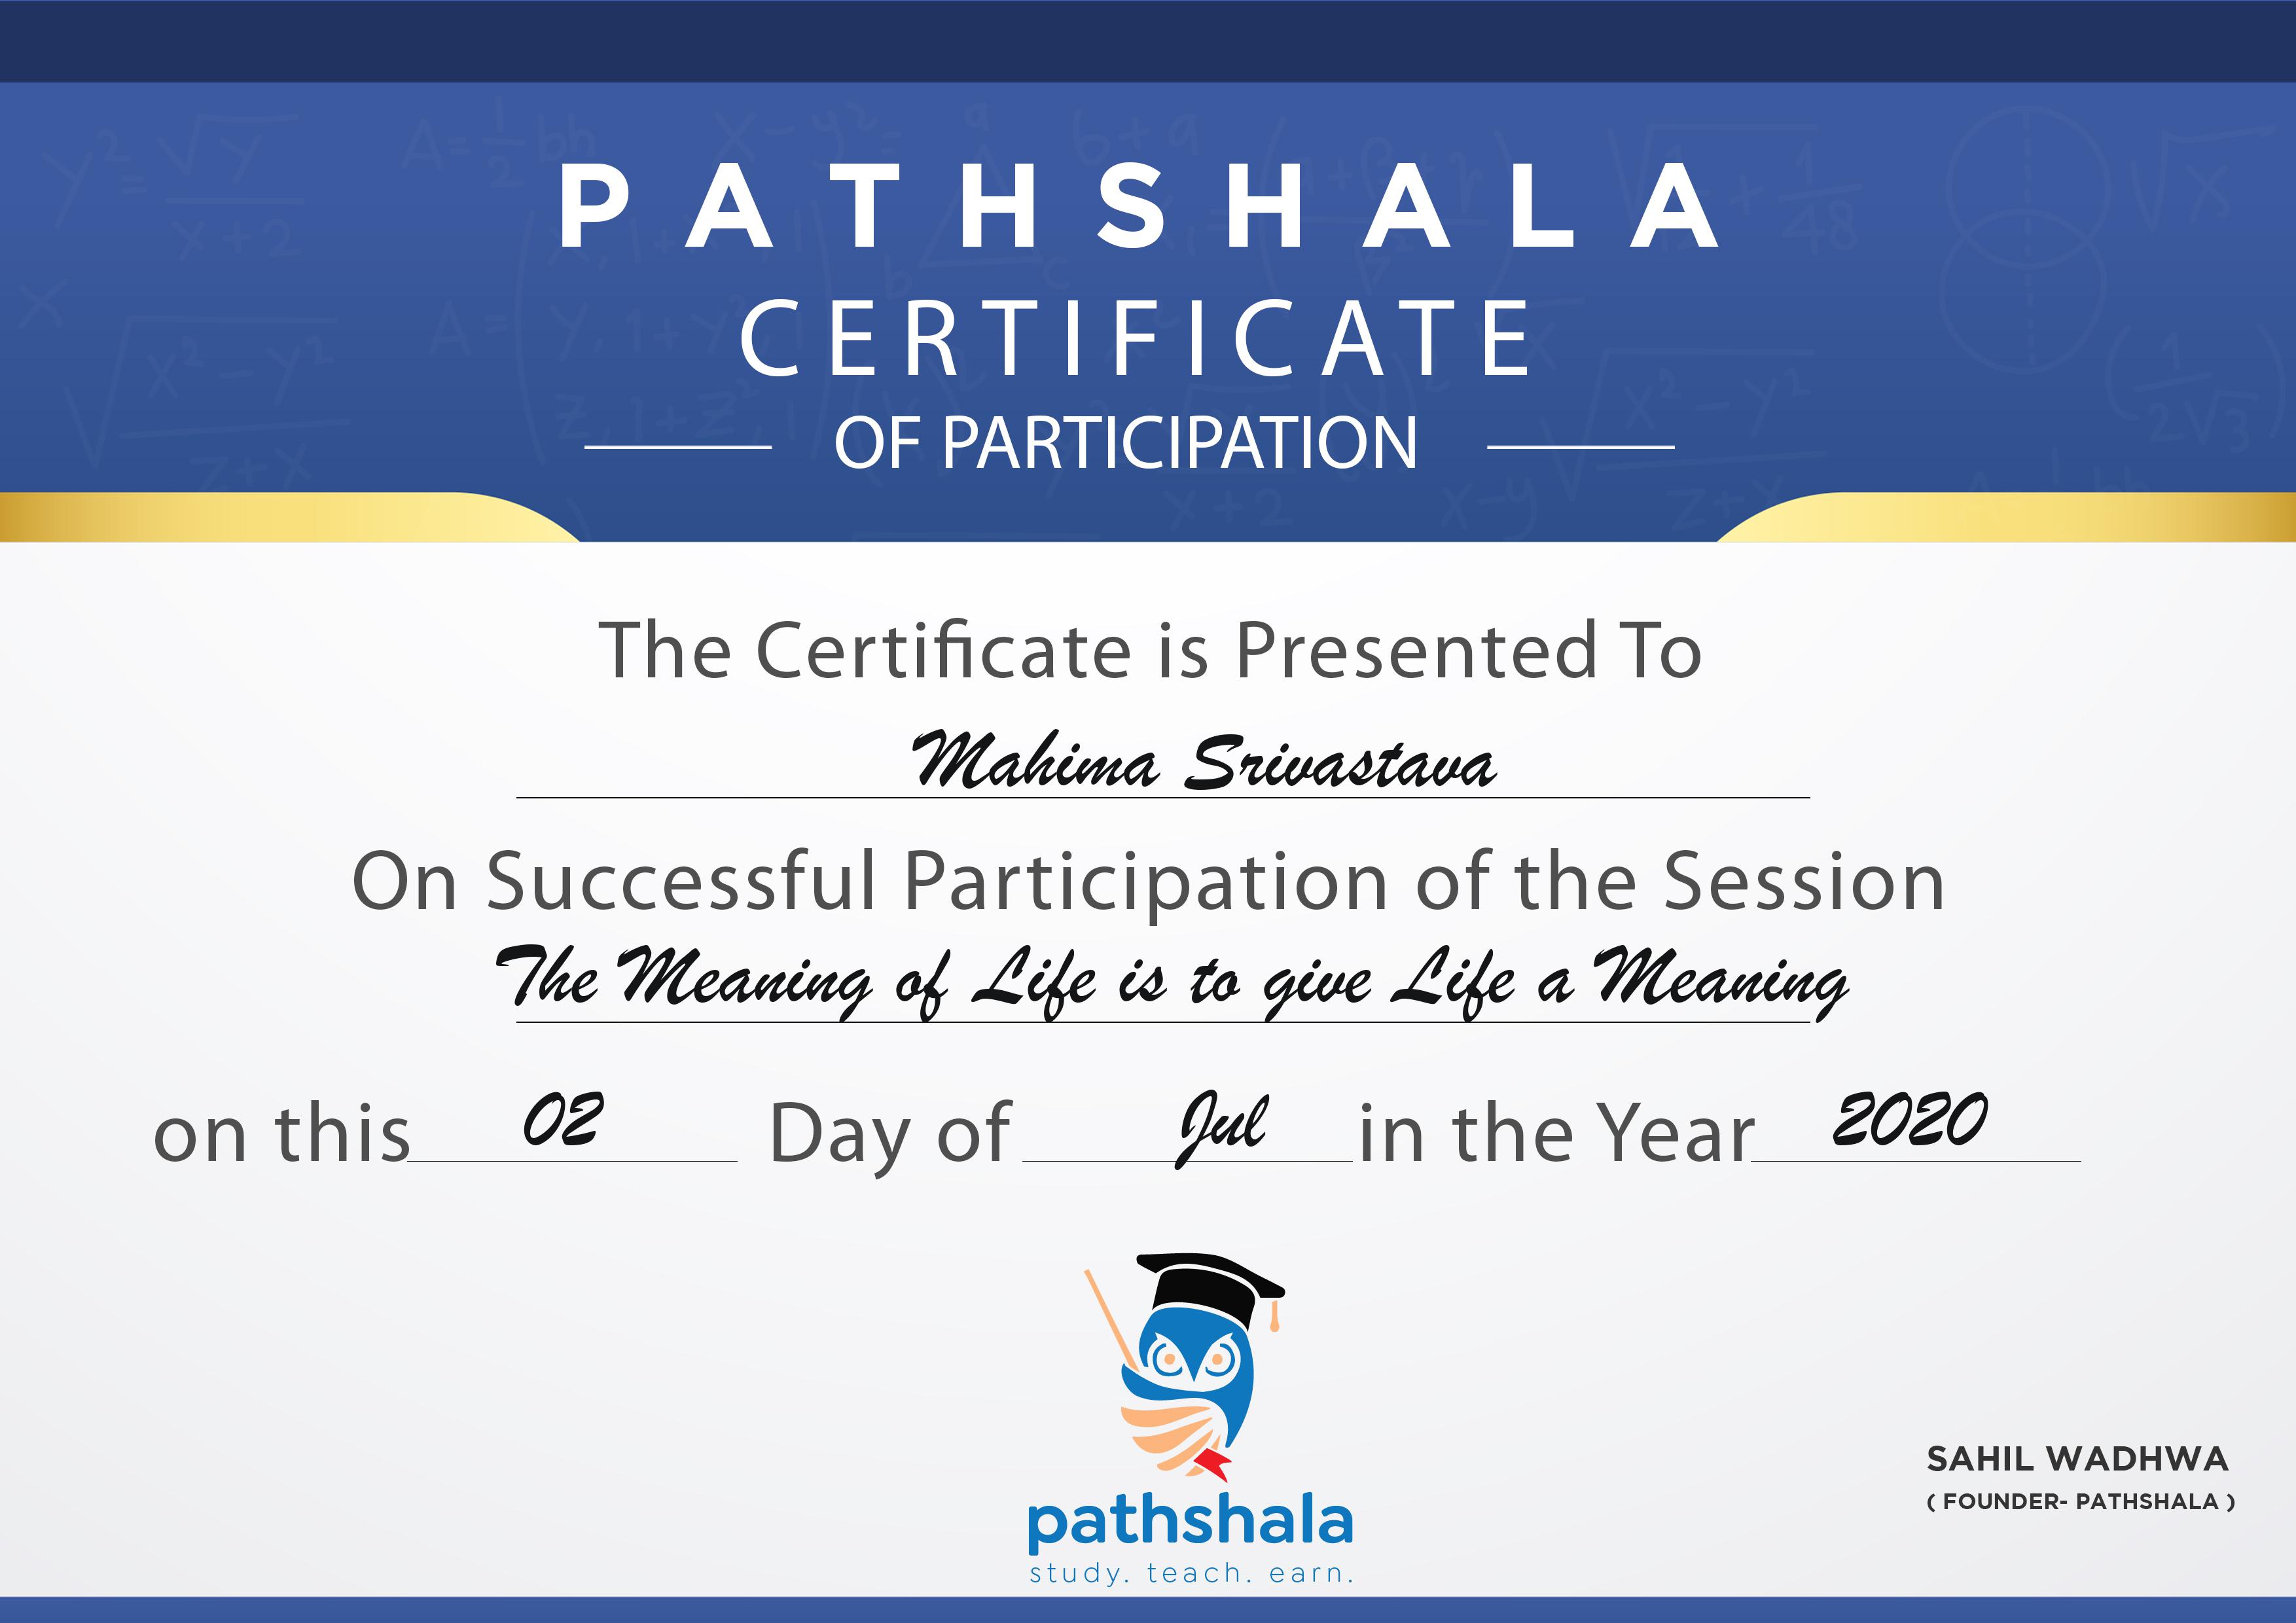 PATHSHALA
CERTIFICATE
OF PARTICIPATION
The Certificate is Presented To
Mahima Srivastava
On Successful Participation of the Session
The Meaning of Life is to give Life a Meaning
on this 02 Day of Jul in the Year 2020
pathshala
study. teach. earn.
SAHIL WADHWA
( FOUNDER- PATHSHALA )